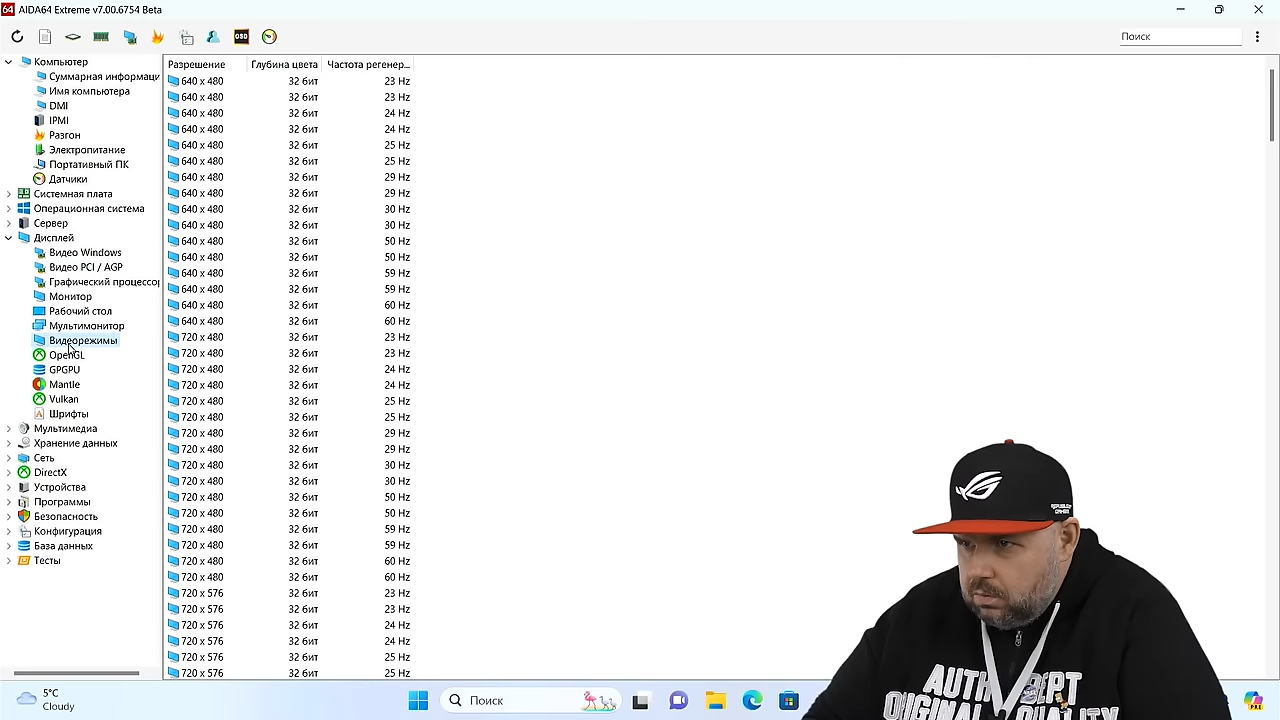 AIDA64 Extreme v7.00.6754 Beta
OSD
Поиск
Компьютер
Суммарная информаци
Имя компьютера
DMI
IPMI
Разгон
Электропитание
Портативный ПК
Датчики
Системная плата
Операционная система
Сервер
Дисплей
Видео Windows
Видео PCI / AGP
Графический процессор
Монитор
Рабочий стол
Мультимонитор
Видеорежимы
OpenGL
GPGPU
Mantle
Vulkan
Шрифты
Мультимедиа
Хранение данных
Сеть
DirectX
Устройства
Программы
Безопасность
Конфигурация
База данных
Тесты
Разрешение Глубина цвета Частота регенер...
640 x 480 32 бит 23 Hz
640 x 480 32 бит 23 Hz
640 x 480 32 бит 24 Hz
640 x 480 32 бит 24 Hz
640 x 480 32 бит 25 Hz
640 x 480 32 бит 25 Hz
640 x 480 32 бит 29 Hz
640 x 480 32 бит 29 Hz
640 x 480 32 бит 30 Hz
640 x 480 32 бит 30 Hz
640 x 480 32 бит 50 Hz
640 x 480 32 бит 50 Hz
640 x 480 32 бит 59 Hz
640 x 480 32 бит 59 Hz
640 x 480 32 бит 60 Hz
640 x 480 32 бит 60 Hz
720 x 480 32 бит 23 Hz
720 x 480 32 бит 23 Hz
720 x 480 32 бит 24 Hz
720 x 480 32 бит 24 Hz
720 x 480 32 бит 25 Hz
720 x 480 32 бит 25 Hz
720 x 480 32 бит 29 Hz
720 x 480 32 бит 29 Hz
720 x 480 32 бит 30 Hz
720 x 480 32 бит 30 Hz
720 x 480 32 бит 50 Hz
720 x 480 32 бит 50 Hz
720 x 480 32 бит 59 Hz
720 x 480 32 бит 59 Hz
720 x 480 32 бит 60 Hz
720 x 480 32 бит 60 Hz
720 x 576 32 бит 23 Hz
720 x 576 32 бит 23 Hz
720 x 576 32 бит 24 Hz
720 x 576 32 бит 24 Hz
720 x 576 32 бит 25 Hz
720 x 576 32 бит 25 Hz
5°C
Cloudy
Поиск
AUTH DEPT
ORIGINAL QUALITY